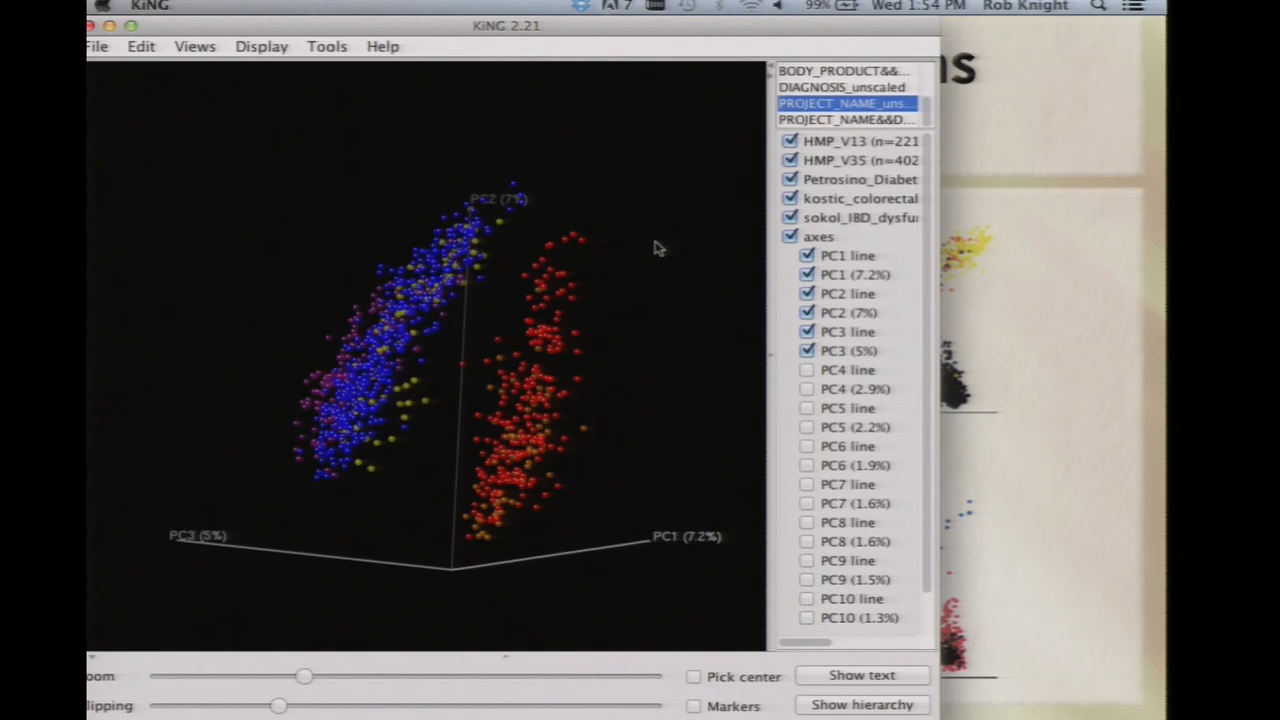 KiNG 7 99% Wed 1:54 PM Rob Knight
KiNG 2.21
File Edit Views Display Tools Help
BODY_PRODUCT&&...
DIAGNOSIS_unscaled
PROJECT_NAME_uns...
PROJECT_NAME&&D...
HMP_V13 (n=221
HMP_V35 (n=402
Petrosino_Diabet
kostic_colorectal
sokol_IBD_dysfu
axes
PC1 line
PC1 (7.2%)
PC2 line
PC2 (7%)
PC3 line
PC3 (5%)
PC4 line
PC4 (2.9%)
PC5 line
PC5 (2.2%)
PC6 line
PC6 (1.9%)
PC7 line
PC7 (1.6%)
PC8 line
PC8 (1.6%)
PC9 line
PC9 (1.5%)
PC10 line
PC10 (1.3%)
PC2 (7%)
PC3 (5%)
PC1 (7.2%)
oom
Pick center
Show text
lipping
Markers
Show hierarchy
ns